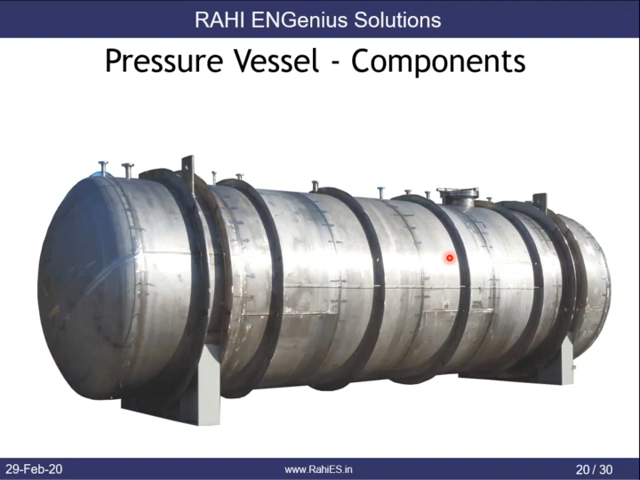 RAHI ENGenius Solutions
Pressure Vessel - Components
29-Feb-20
www.RahiES.in
20 / 30